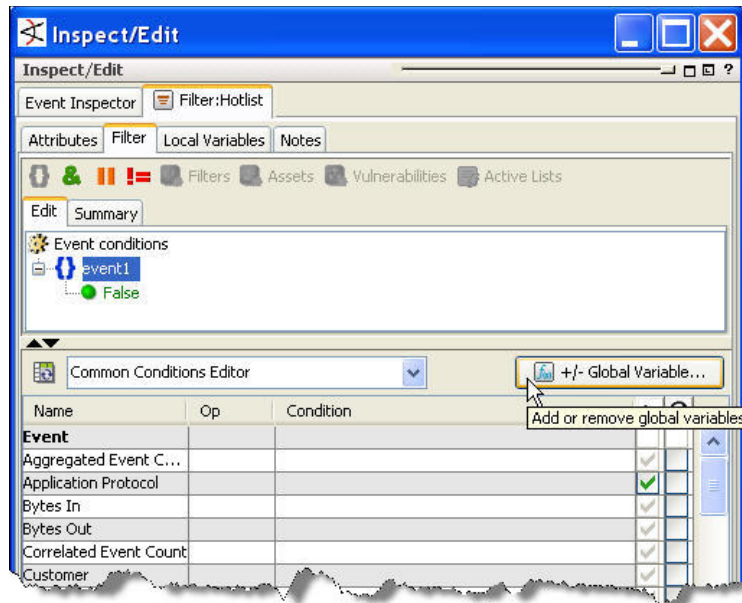 Inspect/Edit
Inspect/Edit ?
Event Inspector Filter:Hotlist
Attributes Filter Local Variables Notes
& != Filters Assets Vulnerabilities Active Lists
Edit Summary
Event conditions
{} event1
False
Common Conditions Editor +/- Global Variable...
Name Op Condition
Add or remove global variables
Event
Aggregated Event C...
Application Protocol
Bytes In
Bytes Out
Correlated Event Count
Customer